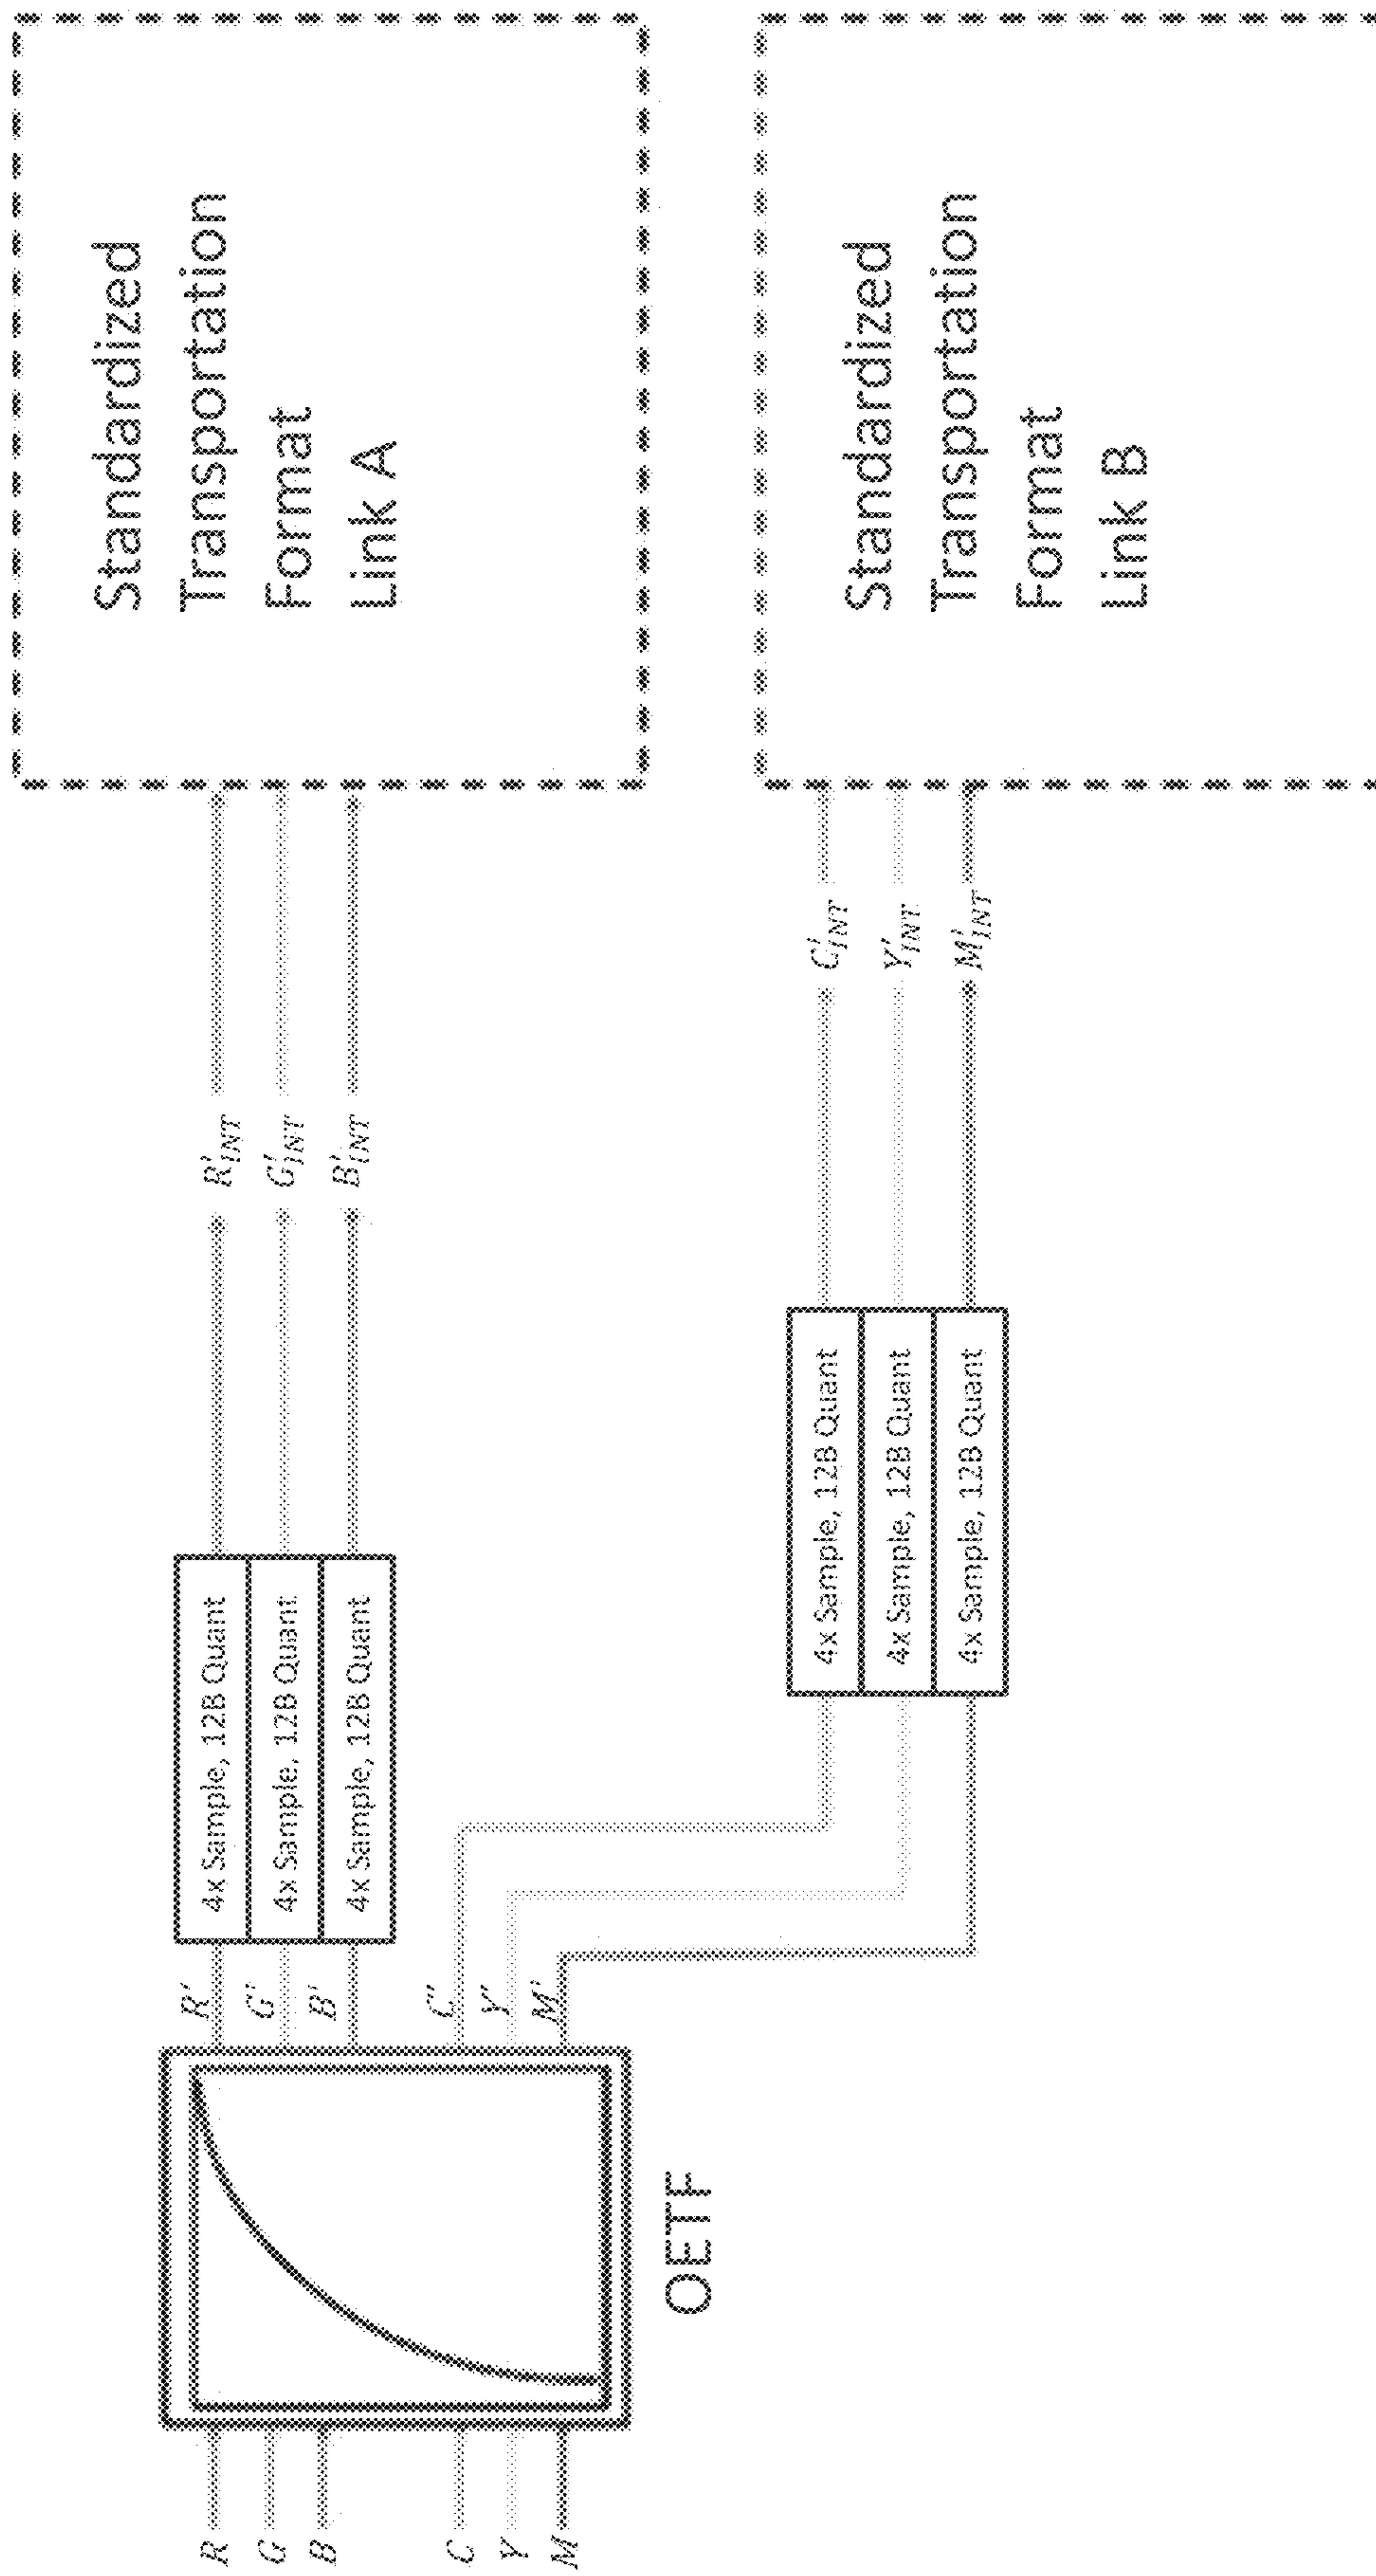 R
G
B
C
Y
M
OETF
R'
G'
B'
C'
Y'
M'
4x Sample, 12B Quant
4x Sample, 12B Quant
4x Sample, 12B Quant
4x Sample, 12B Quant
4x Sample, 12B Quant
4x Sample, 12B Quant
R'INT
G'INT
B'INT
C'INT
Y'INT
M'INT
Standardized
Transportation
Format
Link A
Standardized
Transportation
Format
Link B